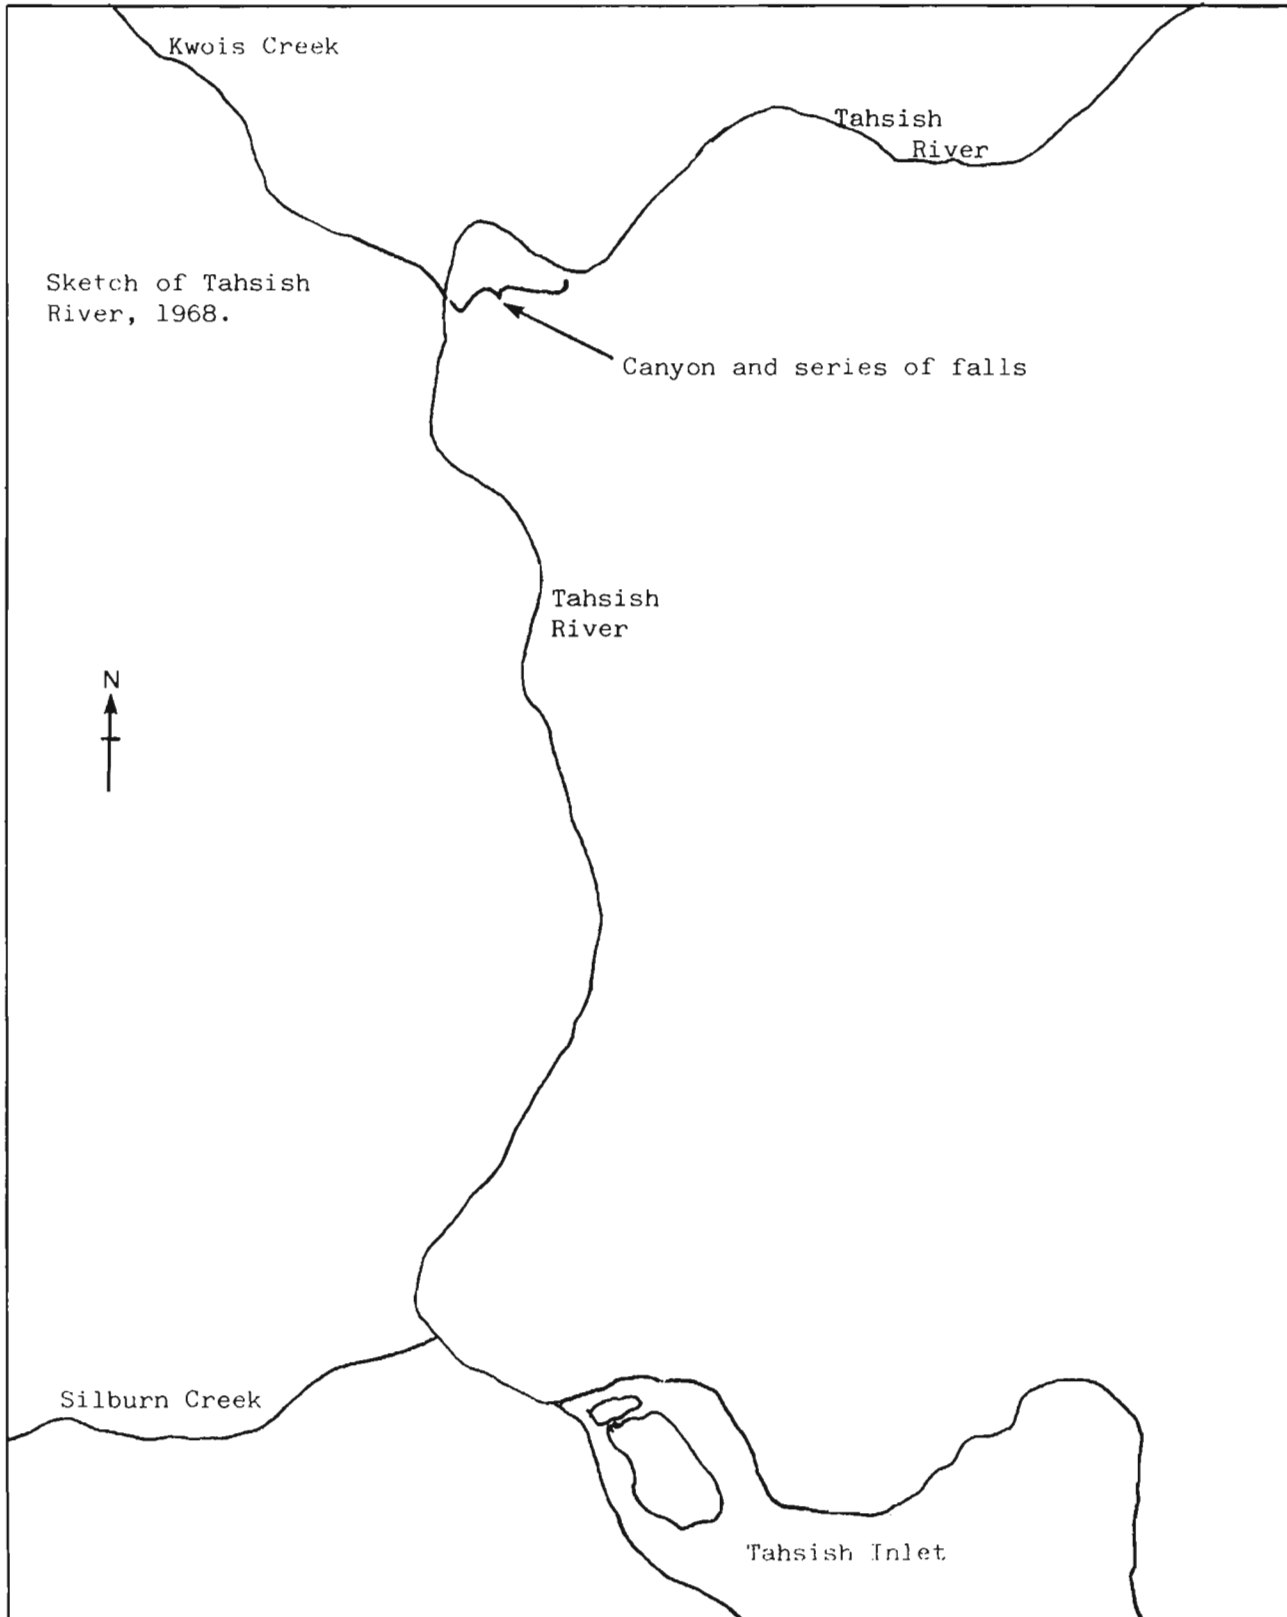 Kwois Creek
Tahsish
River
Sketch of Tahsish
River, 1968.
Canyon and series of falls
Tahsish
River
N
Silburn Creek
Tahsish Inlet